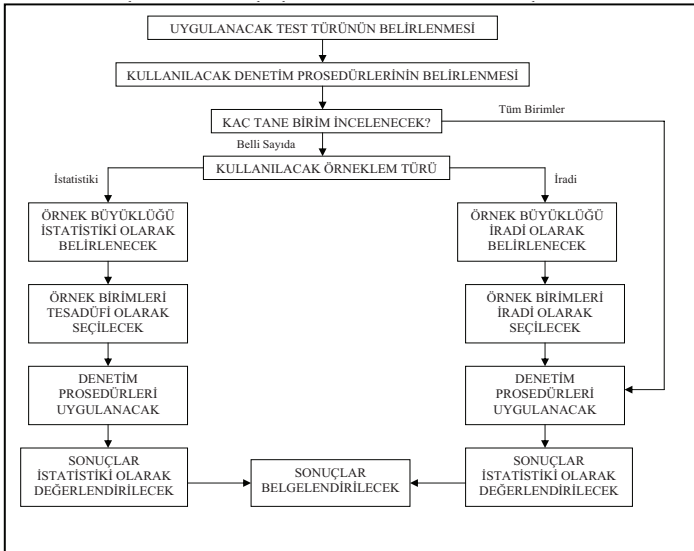 UYGULANACAK TEST TÜRÜNÜN BELİRLENMESİ
KULLANILACAK DENETİM PROSEDÜRLERİNİN BELİRLENMESİ
KAÇ TANE BİRİM İNCELENECEK?
Tüm Birimler
Belli Sayıda
KULLANILACAK ÖRNEKLEM TÜRÜ
İstatistiki
İradi
ÖRNEK BÜYÜKLÜĞÜ
İSTATİSTİKİ OLARAK
BELİRLENECEK
ÖRNEK BÜYÜKLÜĞÜ
İRADİ OLARAK
BELİRLENECEK
ÖRNEK BİRİMLERİ
TESADÜFİ OLARAK
SEÇİLECEK
ÖRNEK BİRİMLERİ
İRADİ OLARAK
SEÇİLECEK
DENETİM
PROSEDÜRLERİ
UYGULANACAK
DENETİM
PROSEDÜRLERİ
UYGULANACAK
SONUÇLAR
İSTATİSTİKİ OLARAK
DEĞERLENDİRİLECEK
SONUÇLAR
BELGELENDİRİLECEK
SONUÇLAR
İSTATİSTİKİ OLARAK
DEĞERLENDİRİLECEK